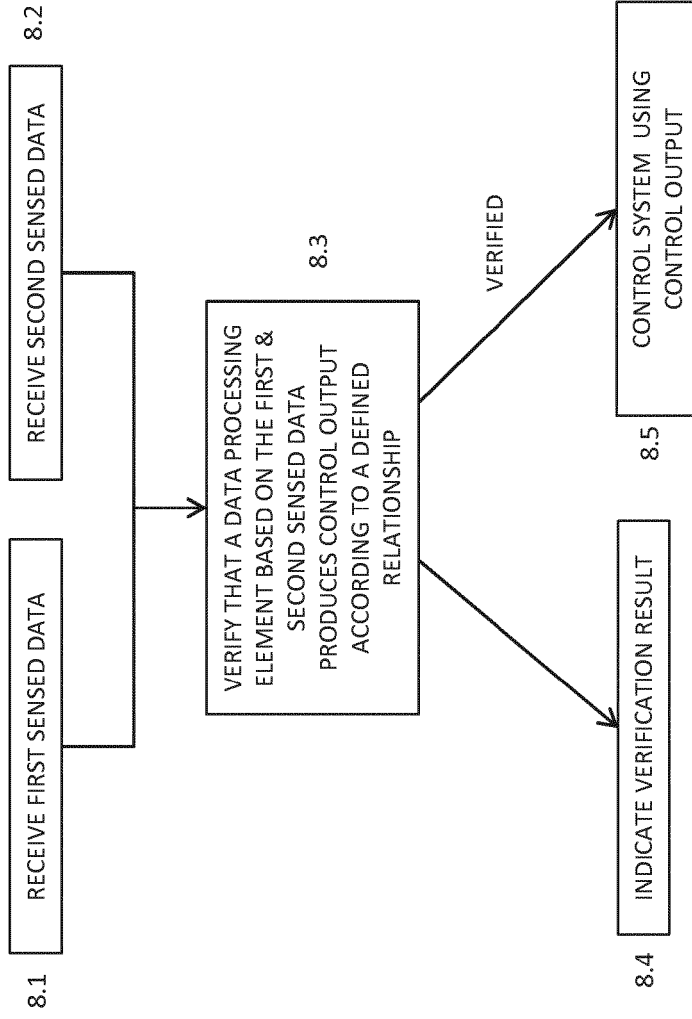 8.1
RECEIVE FIRST SENSED DATA
RECEIVE SECOND SENSED DATA
8.2
VERIFY THAT A DATA PROCESSING
ELEMENT BASED ON THE FIRST &
SECOND SENSED DATA
PRODUCES CONTROL OUTPUT
ACCORDING TO A DEFINED
RELATIONSHIP
8.3
VERIFIED
8.4
INDICATE VERIFICATION RESULT
8.5
CONTROL SYSTEM USING
CONTROL OUTPUT